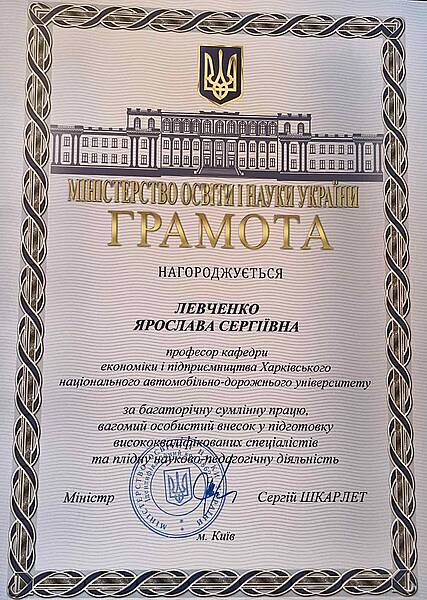 МІНІСТЕРСТВО ОСВІТИ І НАУКИ УКРАЇНИ
ГРАМОТА
НАГОРОДЖУЄТЬСЯ
ЛЕВЧЕНКО
ЯРОСЛАВА СЕРГІЇВНА
професор кафедри
економіки і підприємництва Харківського
національного автомобільно-дорожнього університету
за багаторічну сумлінну працю,
вагомий особистий внесок у підготовку
висококваліфікованих спеціалістів
та плідну науково-педагогічну діяльність
Міністр
Сергій ШКАРЛЕТ
м. Київ